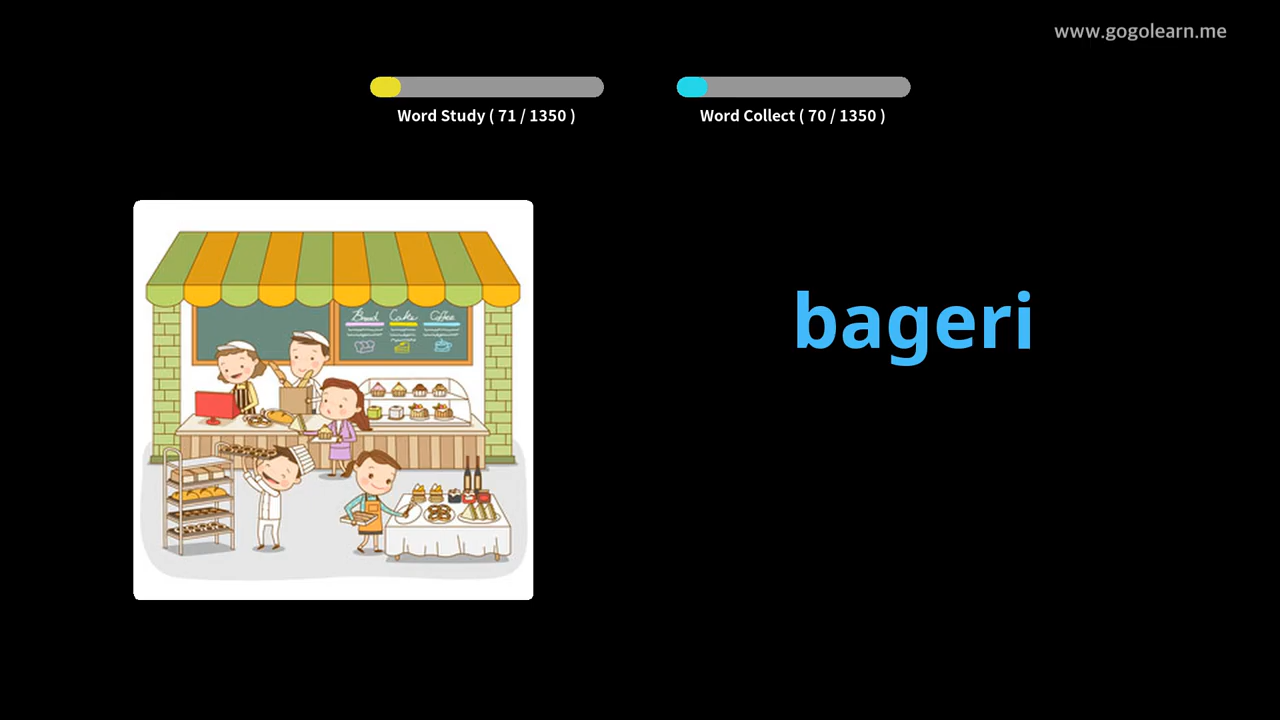 www.gogolearn.me
Word Study ( 71 / 1350 )
Word Collect ( 70 / 1350 )
Bread Cake Coffee
bageri